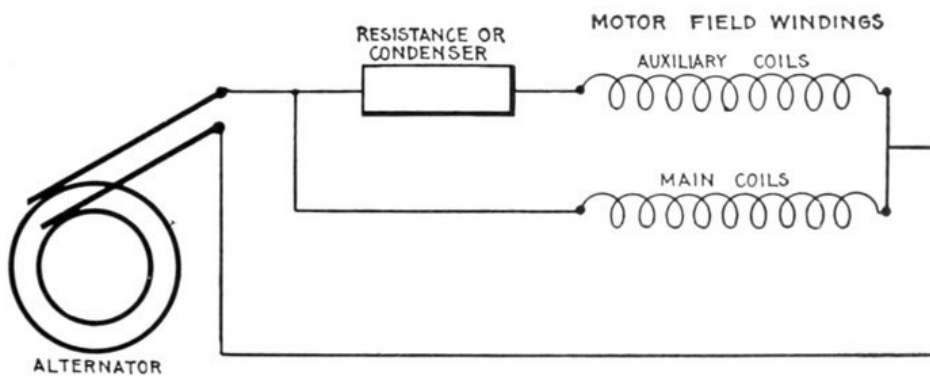 RESISTANCE OR
CONDENSER
MOTOR FIELD WINDINGS
AUXILIARY COILS
MAIN COILS
ALTERNATOR